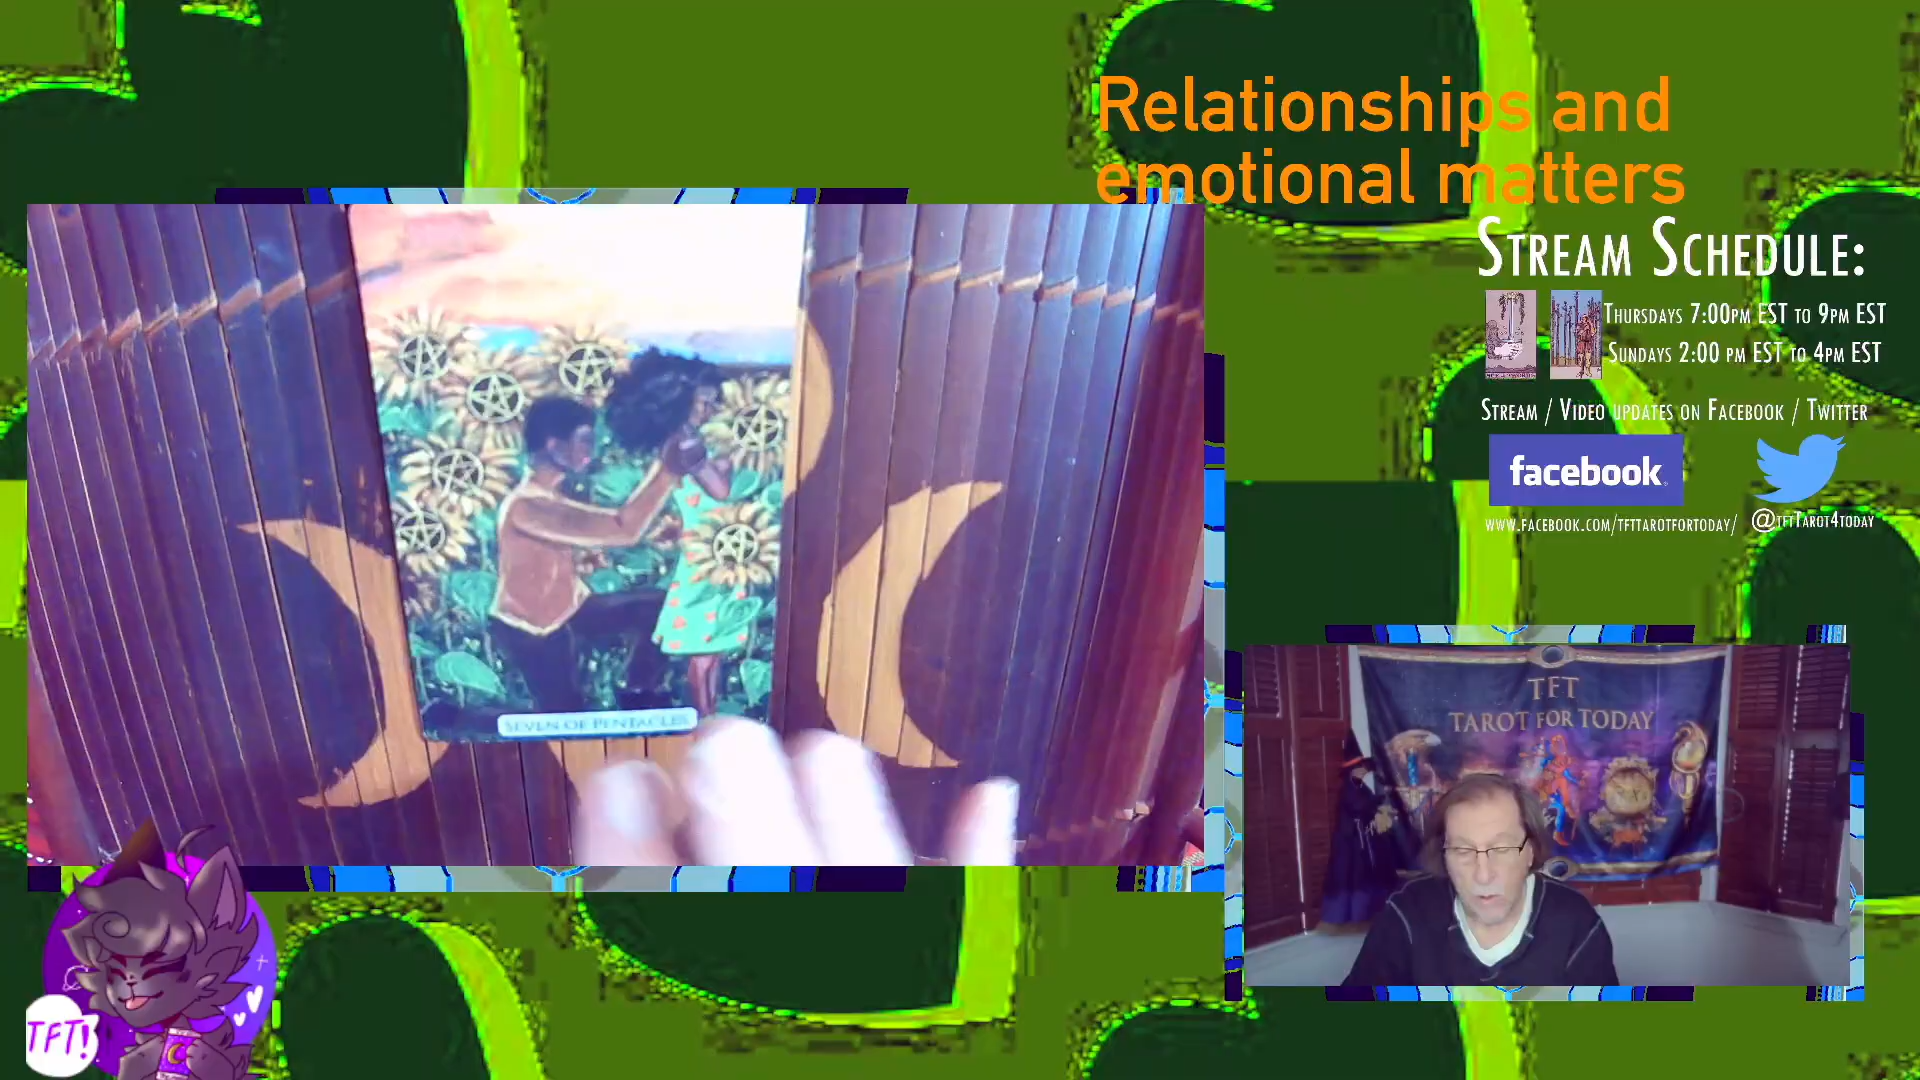 Relationships and
emotional matters
STREAM SCHEDULE:
THURSDAYS 7:00PM EST TO 9PM EST
SUNDAYS 2:00 PM EST TO 4PM EST
STREAM / VIDEO UPDATES ON FACEBOOK / TWITTER
facebook
WWW.FACEBOOK.COM/TFTTAROTFORTODAY/
@TFTTAROT4TODAY
SEVEN OF PENTACLES
TFT
TAROT FOR TODAY
TFT!